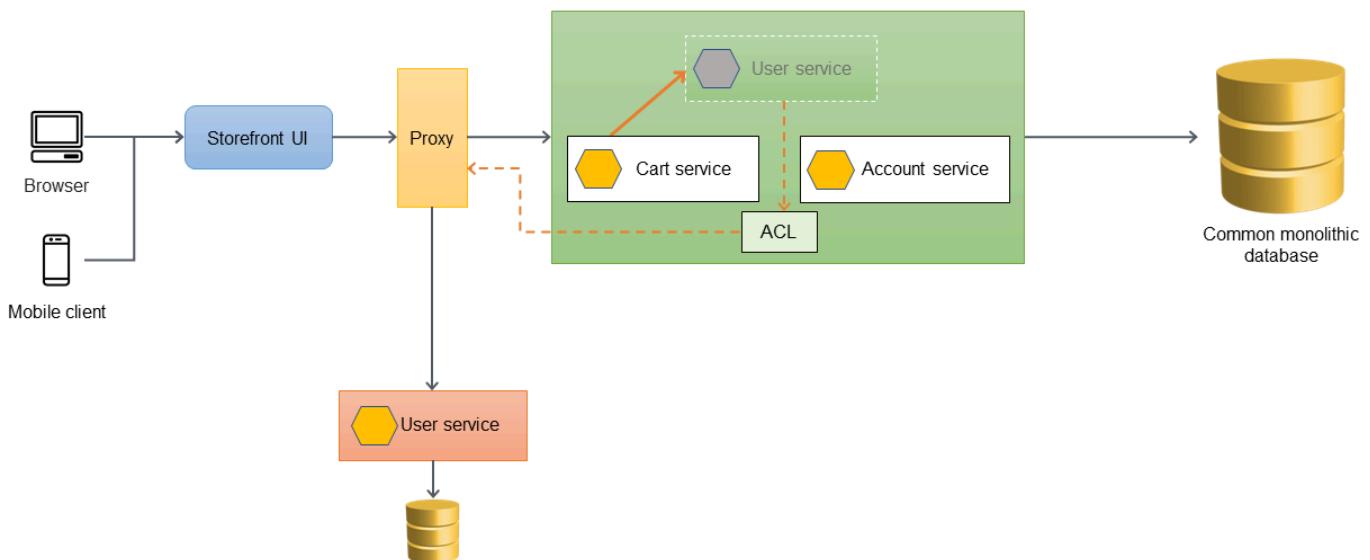 User service
Storefront UI
Proxy
Cart service
Account service
Browser
ACL
Common monolithic
database
Mobile client
User service